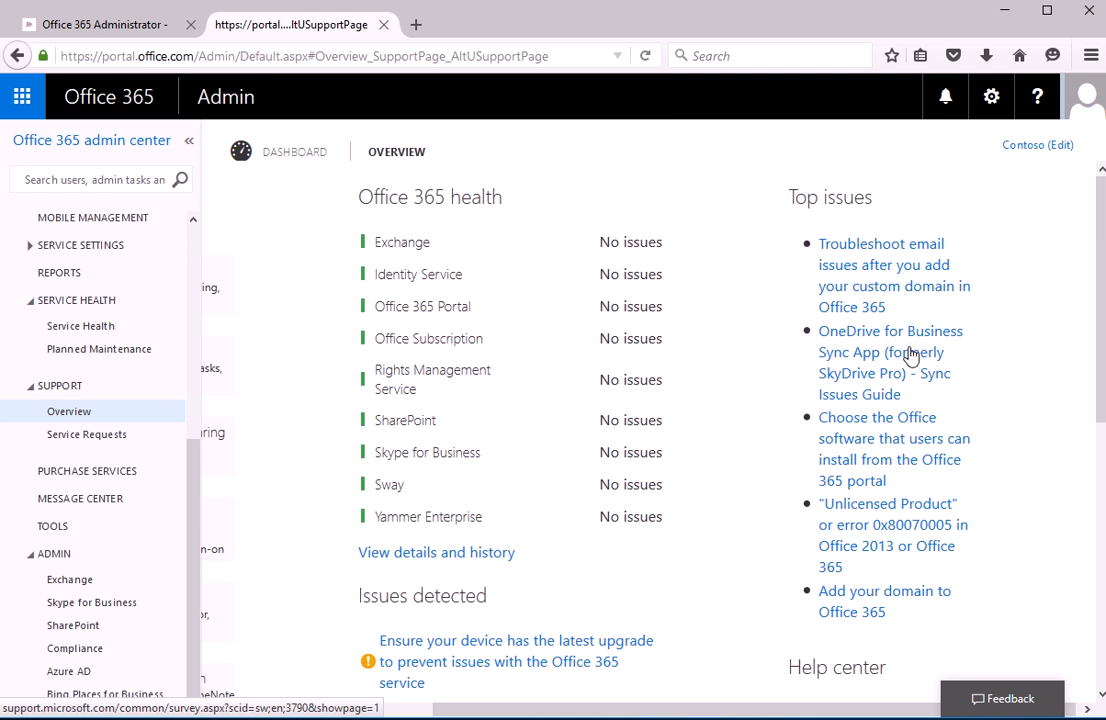 Office 365 Administrator -
https://portal....ltUSupportPage
https://portal.office.com/Admin/Default.aspx#Overview_SupportPage_AltUSupportPage
Search
Office 365
Admin
?
Office 365 admin center
«
Search users, admin tasks an
MOBILE MANAGEMENT
SERVICE SETTINGS
REPORTS
SERVICE HEALTH
Service Health
Planned Maintenance
SUPPORT
Overview
Service Requests
PURCHASE SERVICES
MESSAGE CENTER
TOOLS
ADMIN
Exchange
Skype for Business
SharePoint
Compliance
Azure AD
Bing Places for Business
ing,
asks,
aring
n-on
or,
n
neNote
DASHBOARD
OVERVIEW
Contoso (Edit)
Office 365 health
Exchange No issues
Identity Service No issues
Office 365 Portal No issues
Office Subscription No issues
Rights Management
Service No issues
SharePoint No issues
Skype for Business No issues
Sway No issues
Yammer Enterprise No issues
View details and history
Issues detected
Ensure your device has the latest upgrade
to prevent issues with the Office 365
service
Top issues
Troubleshoot email
issues after you add
your custom domain in
Office 365
OneDrive for Business
Sync App (formerly
SkyDrive Pro) - Sync
Issues Guide
Choose the Office
software that users can
install from the Office
365 portal
"Unlicensed Product"
or error 0x80070005 in
Office 2013 or Office
365
Add your domain to
Office 365
Help center
Feedback
support.microsoft.com/common/survey.aspx?scid=sw;en;3790&showpage=1